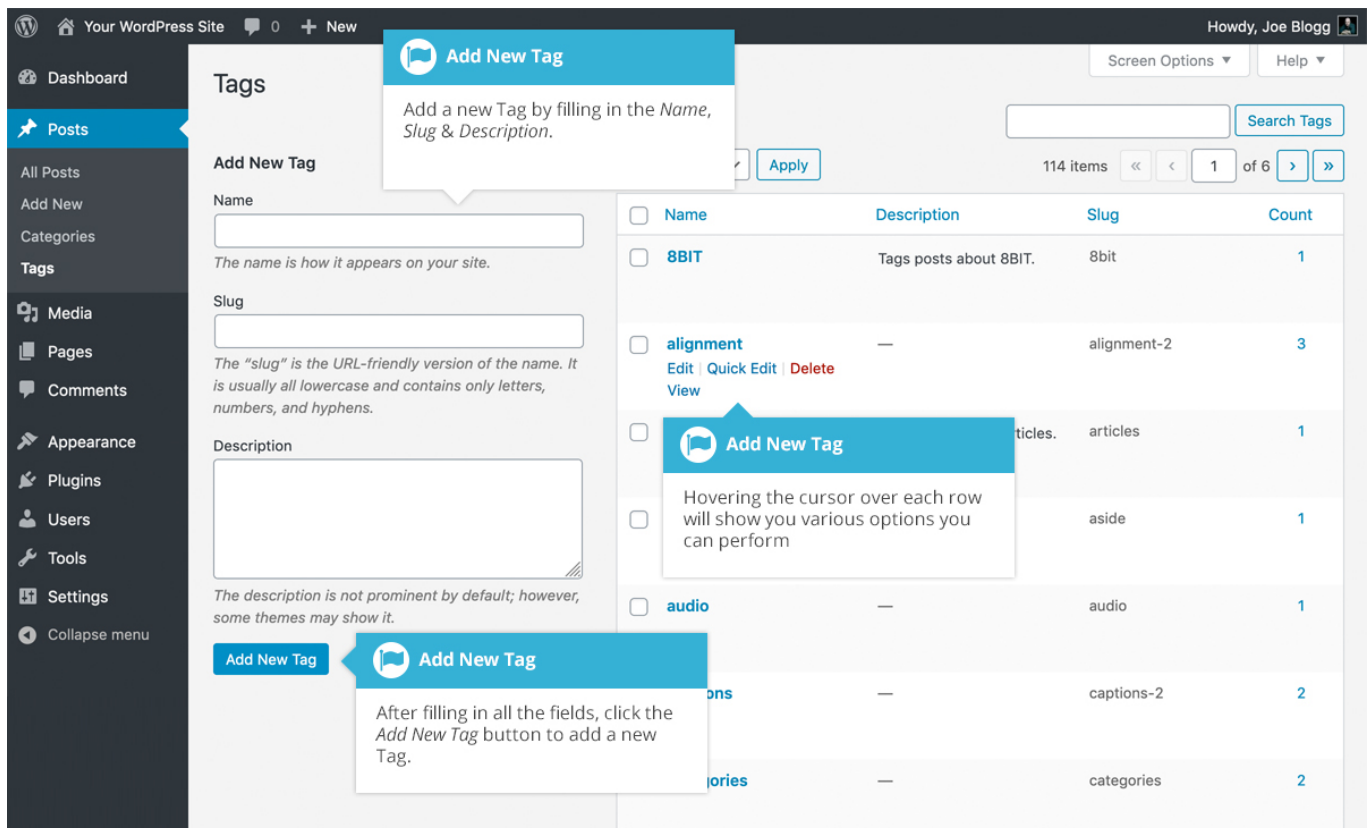 Your WordPress Site 0 New Howdy, Joe Blogg
Dashboard
Posts
All Posts
Add New
Categories
Tags
Media
Pages
Comments
Appearance
Plugins
Users
Tools
Settings
Collapse menu
Tags
Screen Options Help
Search Tags
Add New Tag
Add a new Tag by filling in the Name,
Slug & Description.
Apply 114 items « ‹ 1 of 6 › »
Add New Tag
Name
The name is how it appears on your site.
Slug
The “slug” is the URL-friendly version of the name. It
is usually all lowercase and contains only letters,
numbers, and hyphens.
Description
The description is not prominent by default; however,
some themes may show it.
Add New Tag
Add New Tag
After filling in all the fields, click the
Add New Tag button to add a new
Tag.
Name Description Slug Count
8BIT Tags posts about 8BIT. 8bit 1
alignment — alignment-2 3
Edit | Quick Edit | Delete
View
ticles. articles 1
Add New Tag
Hovering the cursor over each row
will show you various options you
can perform
aside 1
audio — audio 1
ons — captions-2 2
ories — categories 2